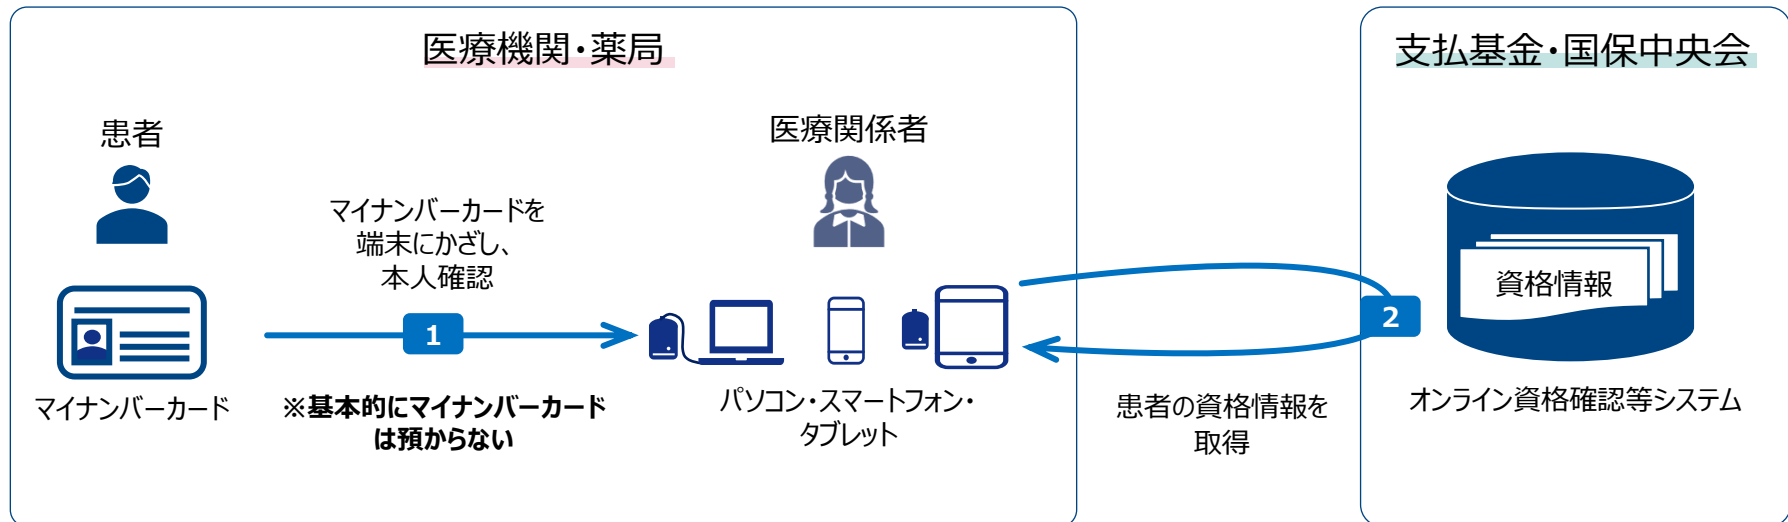 医療機関・薬局
支払基金・国保中央会
患者
医療関係者
マイナンバーカードを
端末にかざし、
本人確認
1
2
資格情報
マイナンバーカード
※基本的にマイナンバーカード
は預からない
パソコン・スマートフォン・
タブレット
患者の資格情報を
取得
オンライン資格確認等システム